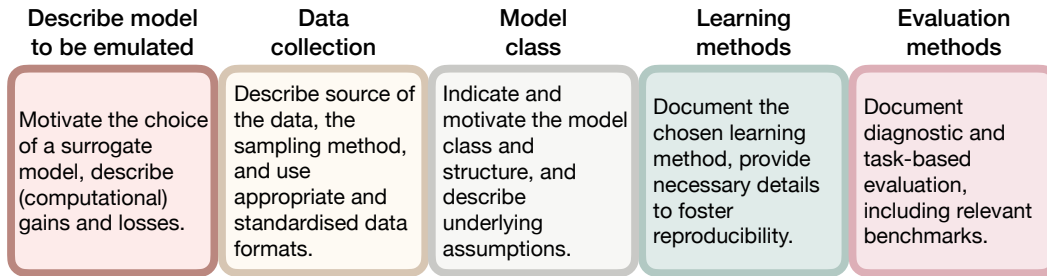 Describe model
to be emulated
Motivate the choice
of a surrogate
model, describe
(computational)
gains and losses.
Data
collection
Describe source of
the data, the
sampling method,
and use
appropriate and
standardised data
formats.
Model
class
Indicate and
motivate the model
class and
structure, and
describe
underlying
assumptions.
Learning
methods
Document the
chosen learning
method, provide
necessary details
to foster
reproducibility.
Evaluation
methods
Document
diagnostic and
task-based
evaluation,
including relevant
benchmarks.